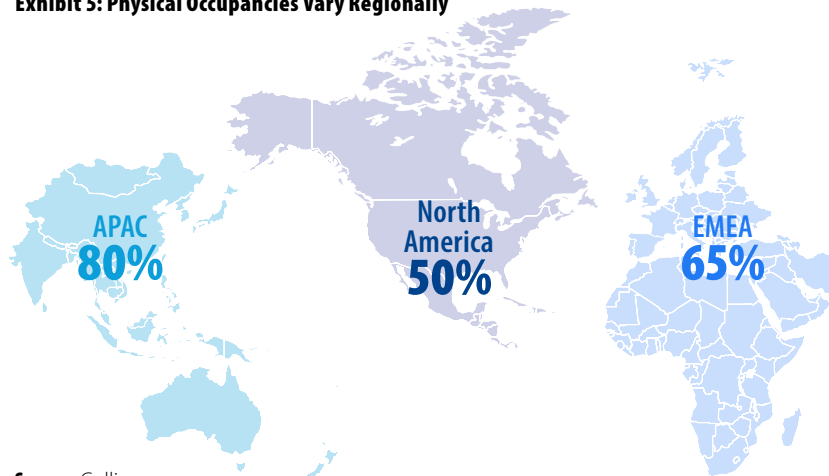 Exhibit 5: Physical Occupancies Vary Regionally
APAC
80%
North
America
50%
EMEA
65%